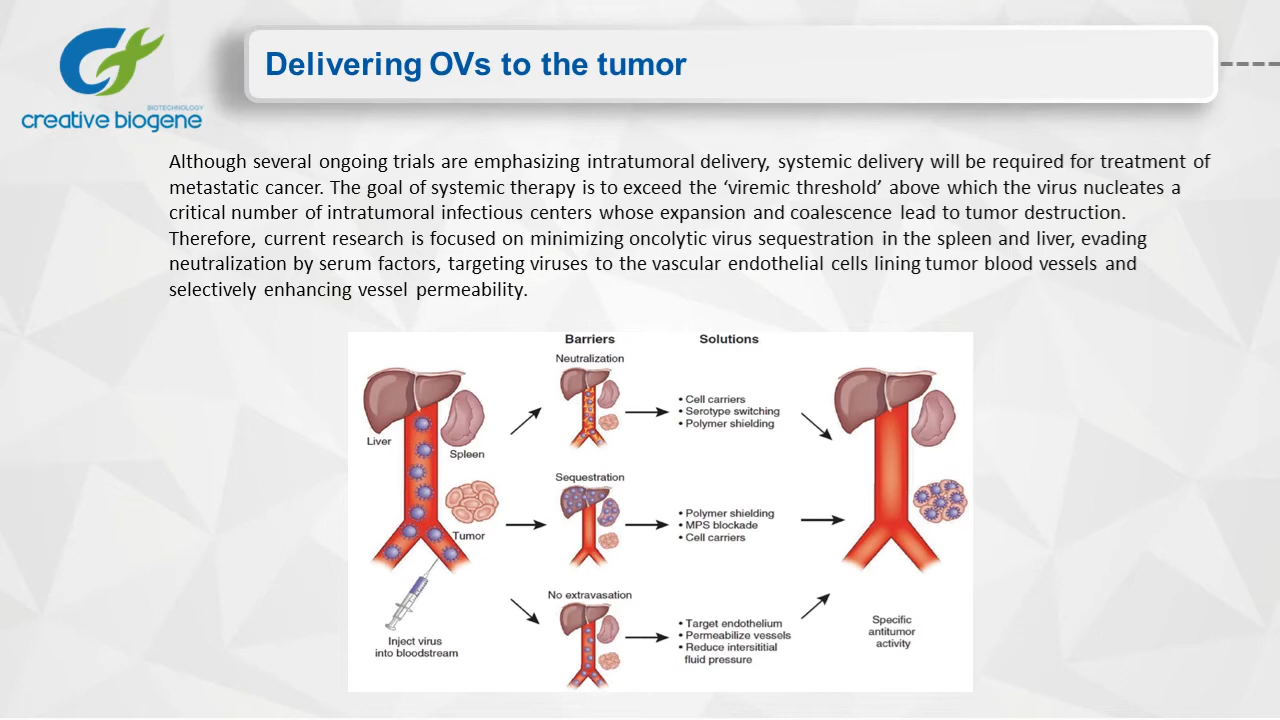 Delivering OVs to the tumor
BIOTECHNOLOGY
creative biogene
Although several ongoing trials are emphasizing intratumoral delivery, systemic delivery will be required for treatment of
metastatic cancer. The goal of systemic therapy is to exceed the ‘viremic threshold’ above which the virus nucleates a
critical number of intratumoral infectious centers whose expansion and coalescence lead to tumor destruction.
Therefore, current research is focused on minimizing oncolytic virus sequestration in the spleen and liver, evading
neutralization by serum factors, targeting viruses to the vascular endothelial cells lining tumor blood vessels and
selectively enhancing vessel permeability.
Barriers
Solutions
Liver
Spleen
Tumor
Inject virus
into bloodstream
Neutralization
• Cell carriers
• Serotype switching
• Polymer shielding
Sequestration
• Polymer shielding
• MPS blockade
• Cell carriers
No extravasation
• Target endothelium
• Permeabilize vessels
• Reduce intersititial
fluid pressure
Specific
antitumor
activity